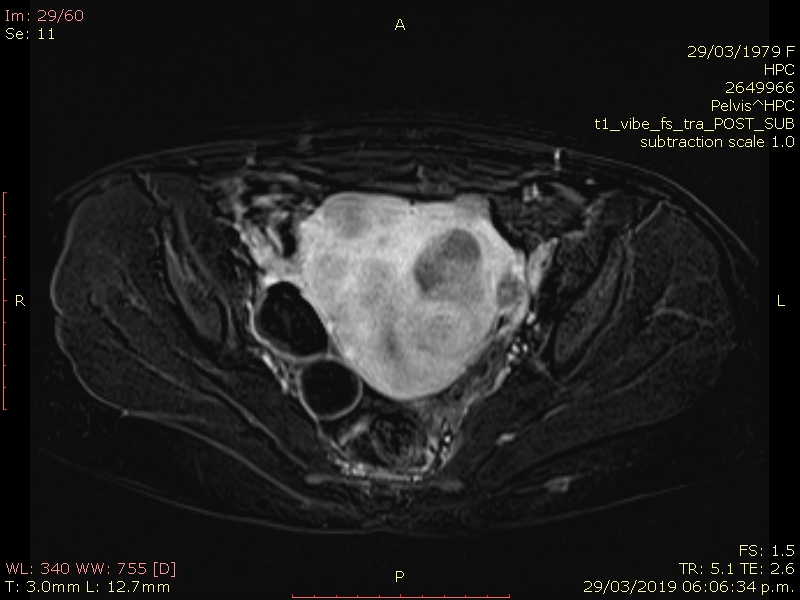 Im: 29/60
Se: 11
A
29/03/1979 F
HPC
2649966
Pelvis^HPC
t1_vibe_fs_tra_POST_SUB
subtraction scale 1.0
R
L
WL: 340 WW: 755 [D]
T: 3.0mm L: 12.7mm
P
FS: 1.5
TR: 5.1 TE: 2.6
29/03/2019 06:06:34 p.m.